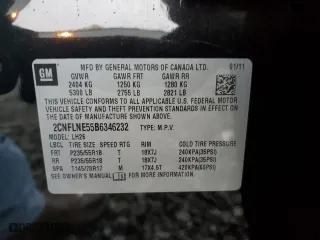 GM
MFD BY GENERAL MOTORS OF CANADA LTD. 01/11
GVWR GAWR FRT GAWR RR
2404 KG 1250 KG 1280 KG
5300 LB 2755 LB 2821 LB
THIS VEHICLE CONFORMS TO ALL APPLICABLE U.S. FEDERAL MOTOR VEHICLE SAFETY, BUMPER, AND THEFT PREVENTION STANDARDS IN EFFECT ON THE DATE OF MANUFACTURE SHOWN ABOVE.
2CNFLNE55B6346232 TYPE: M.P.V.
MODEL: LH26
LBCL TIRE SIZE SPEED RTG RIM COLD TIRE PRESSURE
FRT P235/55R18 T 18X7J 240KPA(35PSI)
RR P235/55R18 T 18X7J 240KPA(35PSI)
SPA T145/70R17 M 17X4.5T 420KPA(60PSI)
SEE OWNER'S MANUAL FOR MORE INFORMATION.